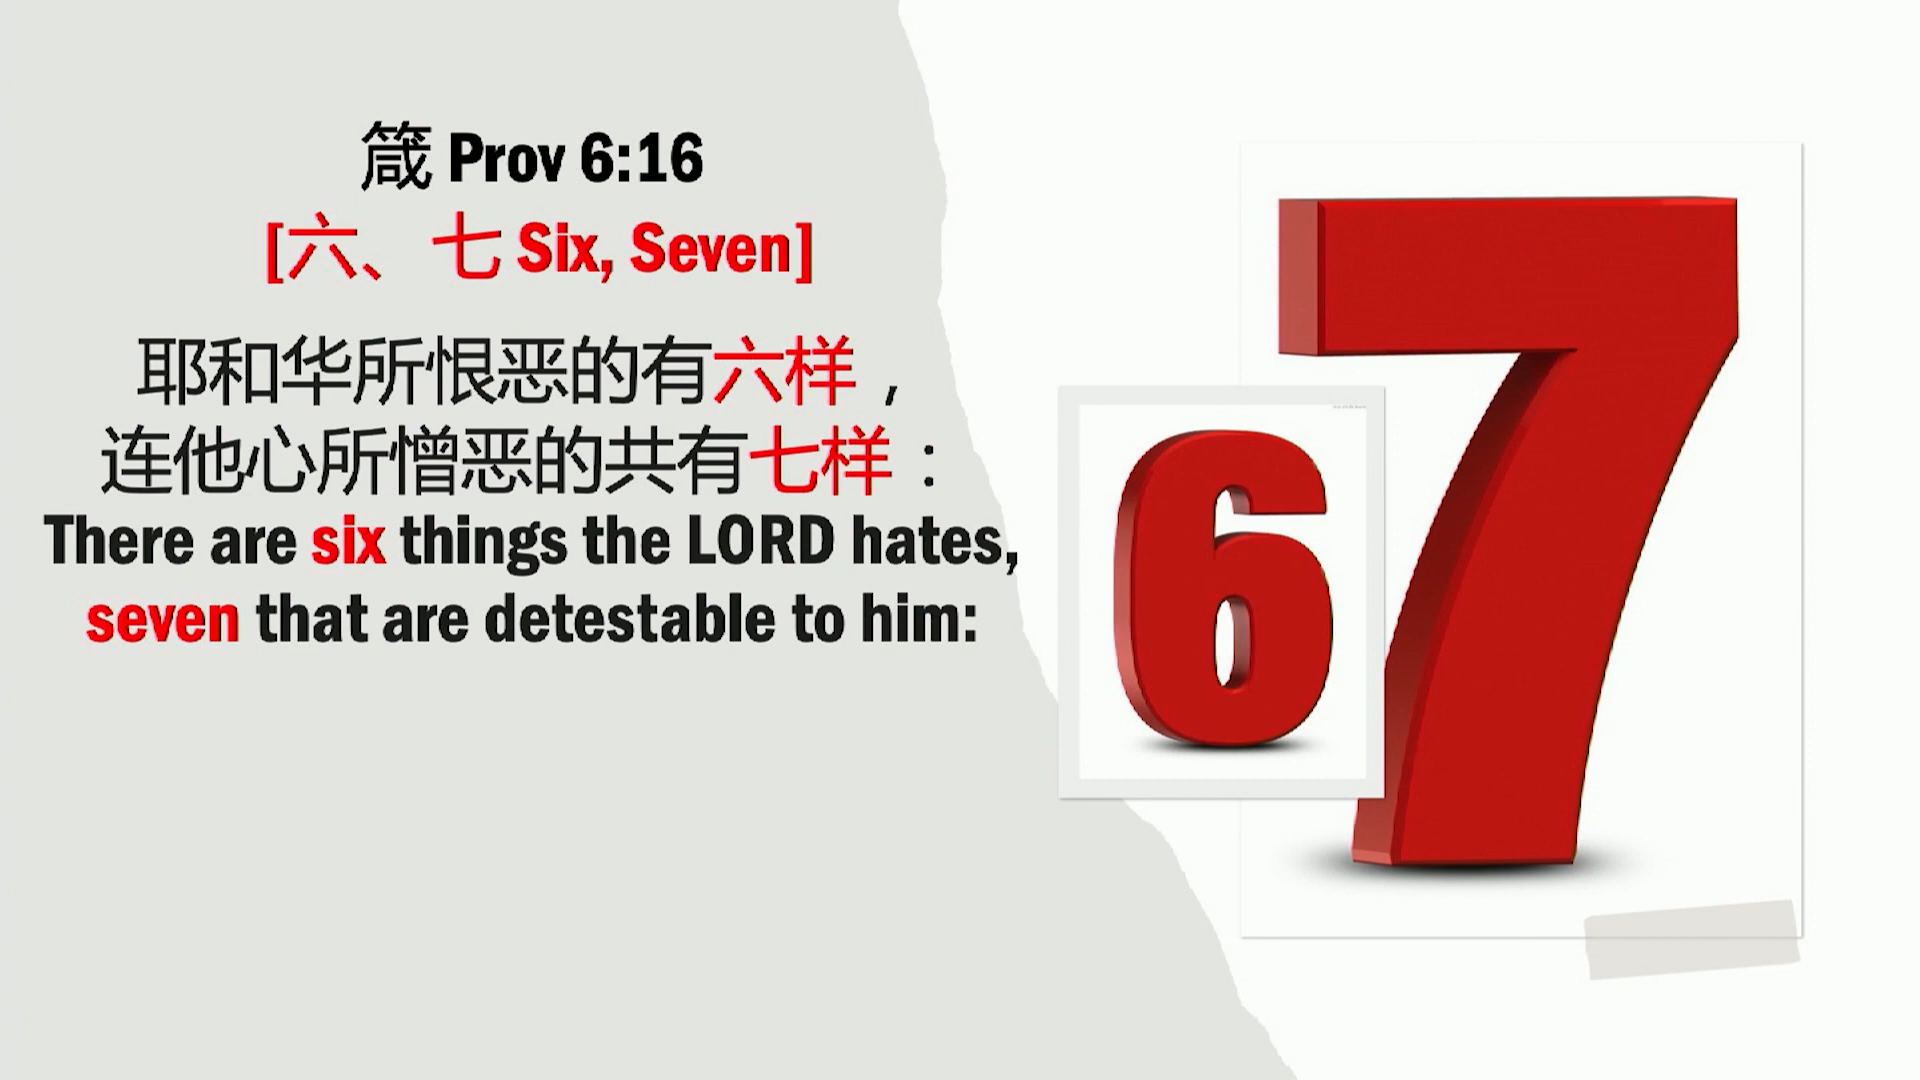 箴 Prov 6:16
[六、七 Six, Seven]
耶和华所恨恶的有六样，
连他心所憎恶的共有七样：
There are six things the LORD hates,
seven that are detestable to him:
6
7